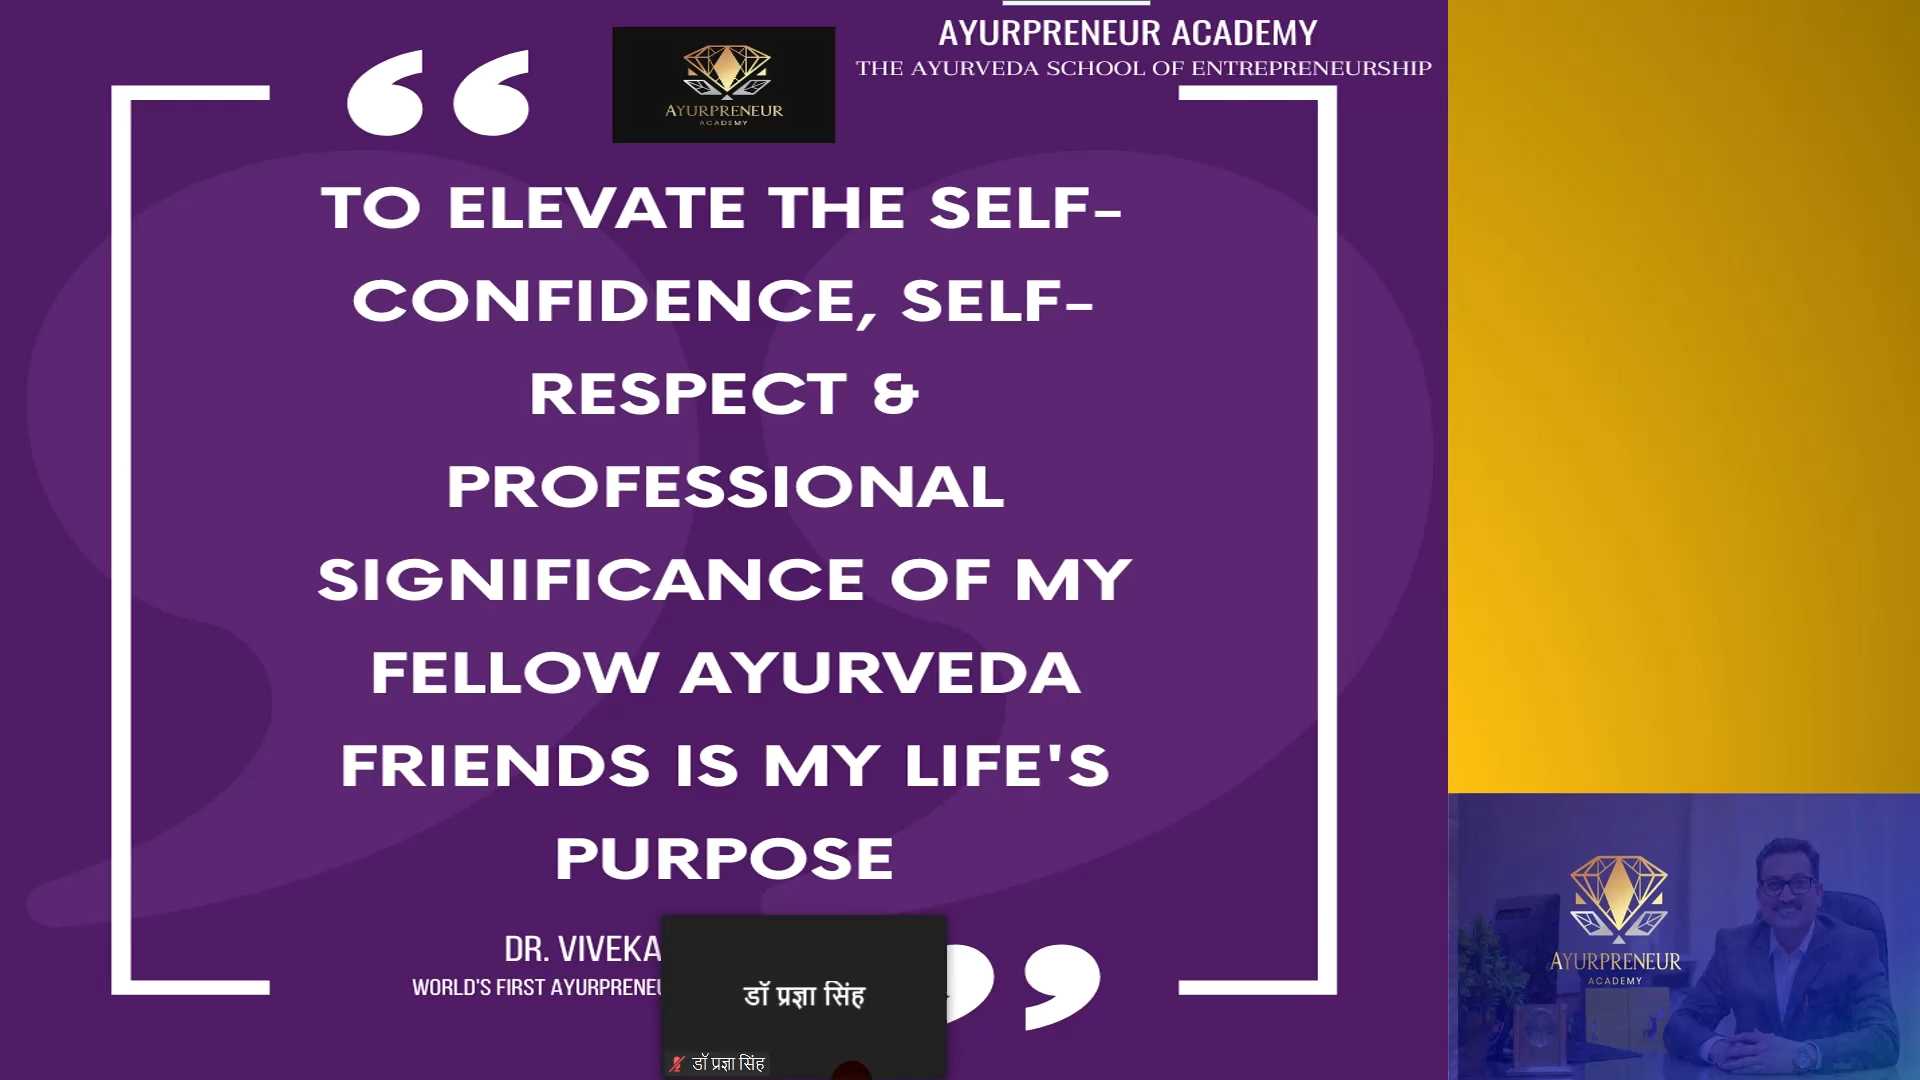 AYURPRENEUR ACADEMY
THE AYURVEDA SCHOOL OF ENTREPRENEURSHIP
AYURPRENEUR
ACADEMY
TO ELEVATE THE SELF-
CONFIDENCE, SELF-
RESPECT &
PROFESSIONAL
SIGNIFICANCE OF MY
FELLOW AYURVEDA
FRIENDS IS MY LIFE'S
PURPOSE
DR. VIVEKA
WORLD'S FIRST AYURPRENEU
डॉ प्रज्ञा सिंह
डॉ प्रज्ञा सिंह
AYURPRENEUR
ACADEMY